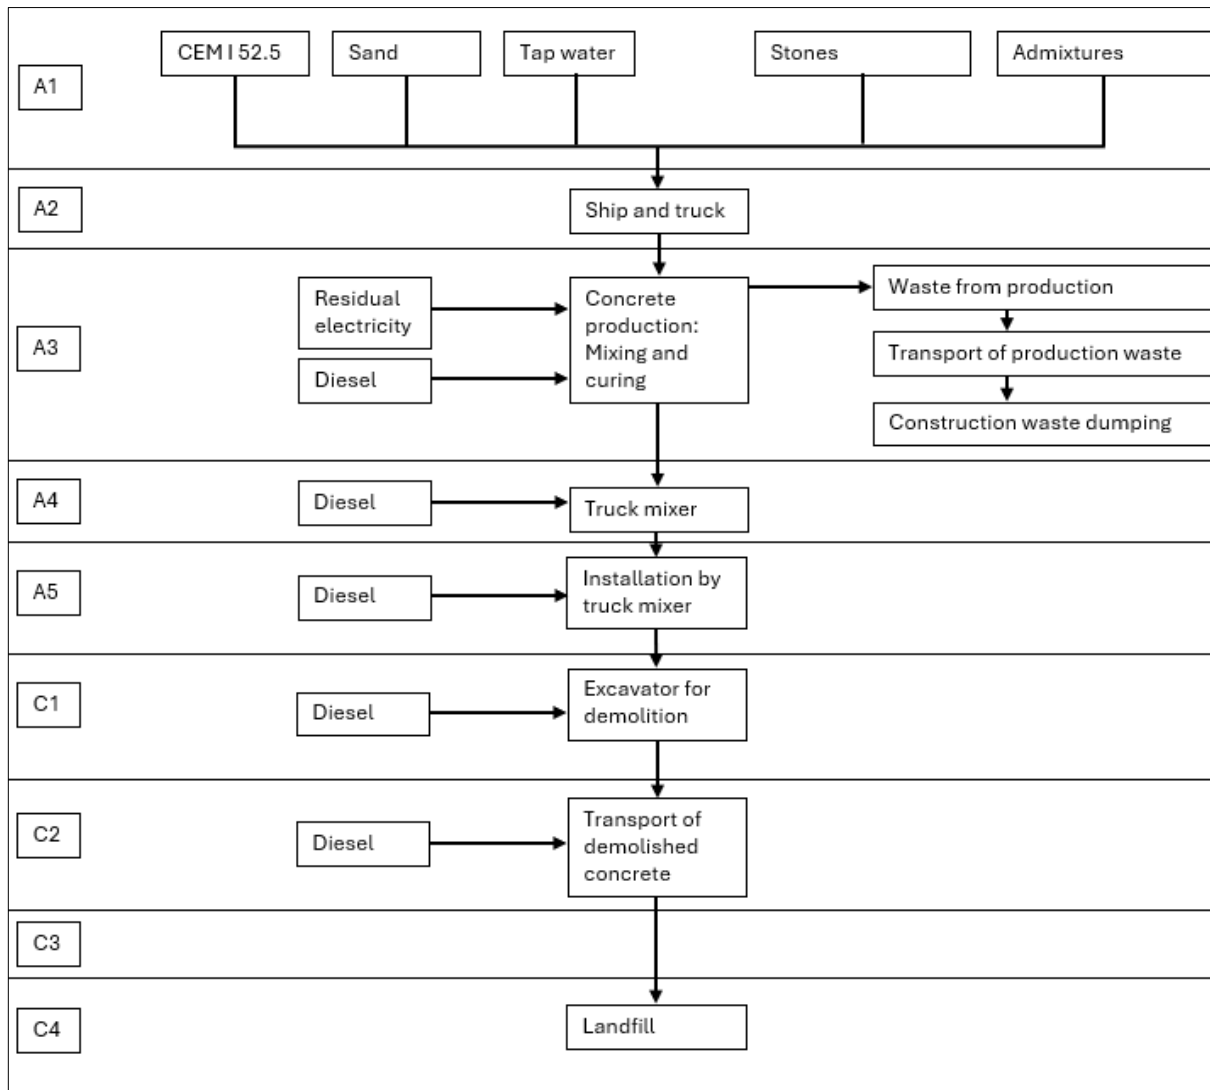 A1
CEM I 52.5
Sand
Tap water
Stones
Admixtures
A2
Ship and truck
A3
Residual
electricity
Diesel
Concrete
production:
Mixing and
curing
Waste from production
Transport of production waste
Construction waste dumping
A4
Diesel
Truck mixer
A5
Diesel
Installation by
truck mixer
C1
Diesel
Excavator for
demolition
C2
Diesel
Transport of
demolished
concrete
C3
C4
Landfill